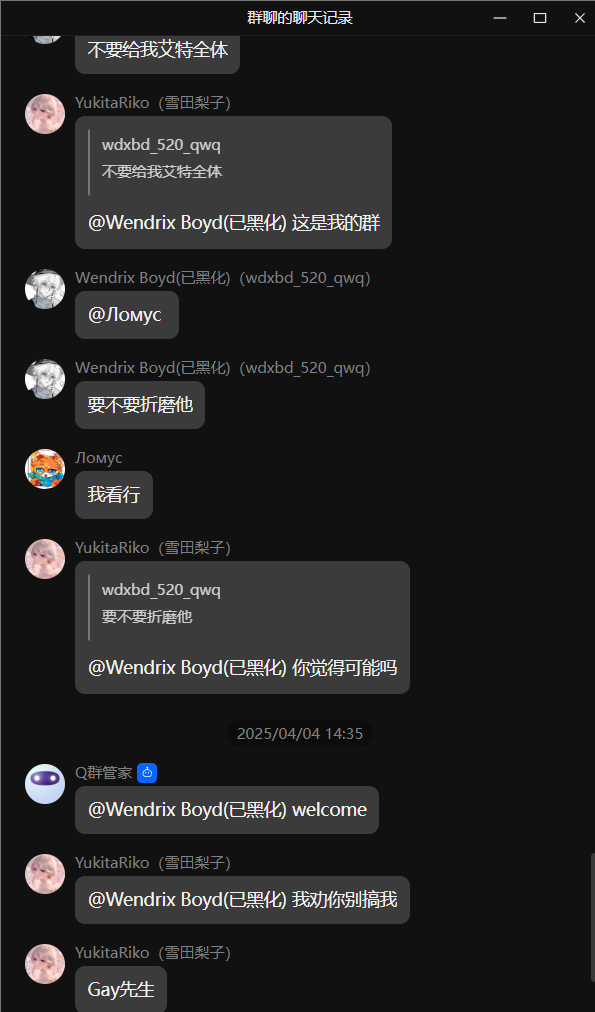 群聊的聊天记录
不要给我艾特全体
YukitaRiko（雪田梨子）
wdxbd_520_qwq
不要给我艾特全体
@Wendrix Boyd(已黑化) 这是我的群
Wendrix Boyd(已黑化)（wdxbd_520_qwq）
@Ломус
Wendrix Boyd(已黑化)（wdxbd_520_qwq）
要不要折磨他
Ломус
我看行
YukitaRiko（雪田梨子）
wdxbd_520_qwq
要不要折磨他
@Wendrix Boyd(已黑化) 你觉得可能吗
2025/04/04 14:35
Q群管家
@Wendrix Boyd(已黑化) welcome
YukitaRiko（雪田梨子）
@Wendrix Boyd(已黑化) 我劝你别搞我
YukitaRiko（雪田梨子）
Gay先生